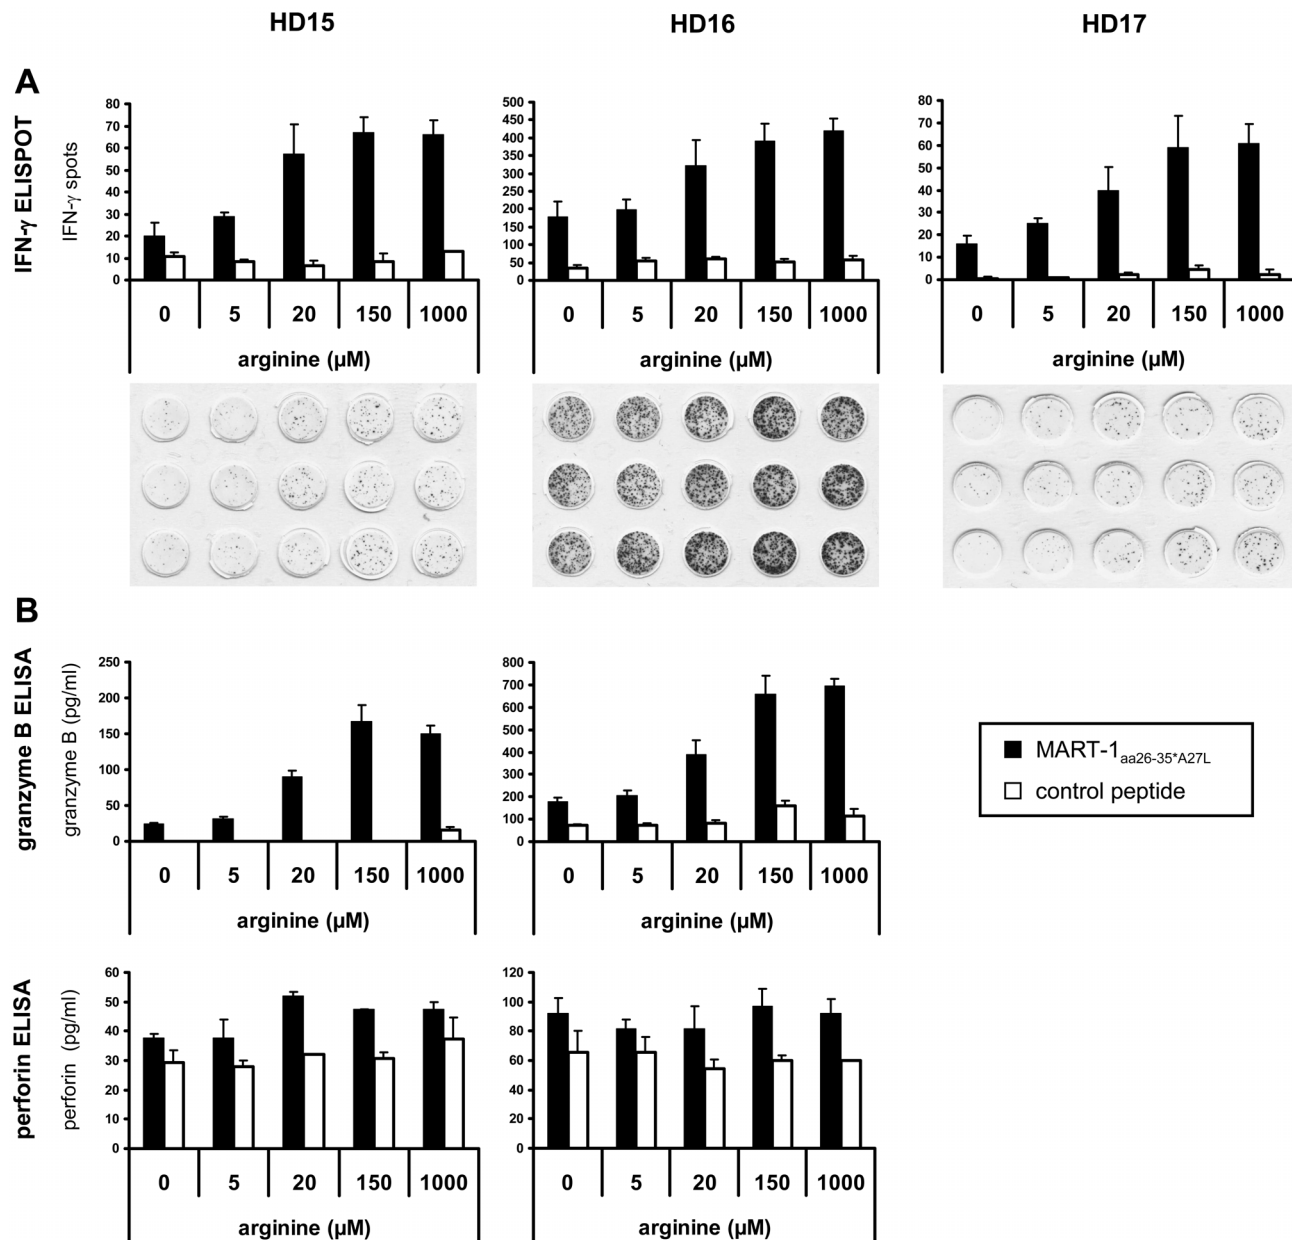 HD15 HD16 HD17
A
IFN-γ ELISPOT
IFN-γ spots
80
70
60
50
40
30
20
10
0
0 5 20 150 1000
arginine (µM)
500
450
400
350
300
250
200
150
100
50
0
0 5 20 150 1000
arginine (µM)
80
70
60
50
40
30
20
10
0
0 5 20 150 1000
arginine (µM)
B
granzyme B ELISA
granzyme B (pg/ml)
250
200
150
100
50
0
0 5 20 150 1000
arginine (µM)
800
700
600
500
400
300
200
100
0
0 5 20 150 1000
arginine (µM)
MART-1aa26-35*A27L
control peptide
perforin ELISA
perforin (pg/ml)
60
50
40
30
20
10
0
0 5 20 150 1000
arginine (µM)
120
100
80
60
40
20
0
0 5 20 150 1000
arginine (µM)